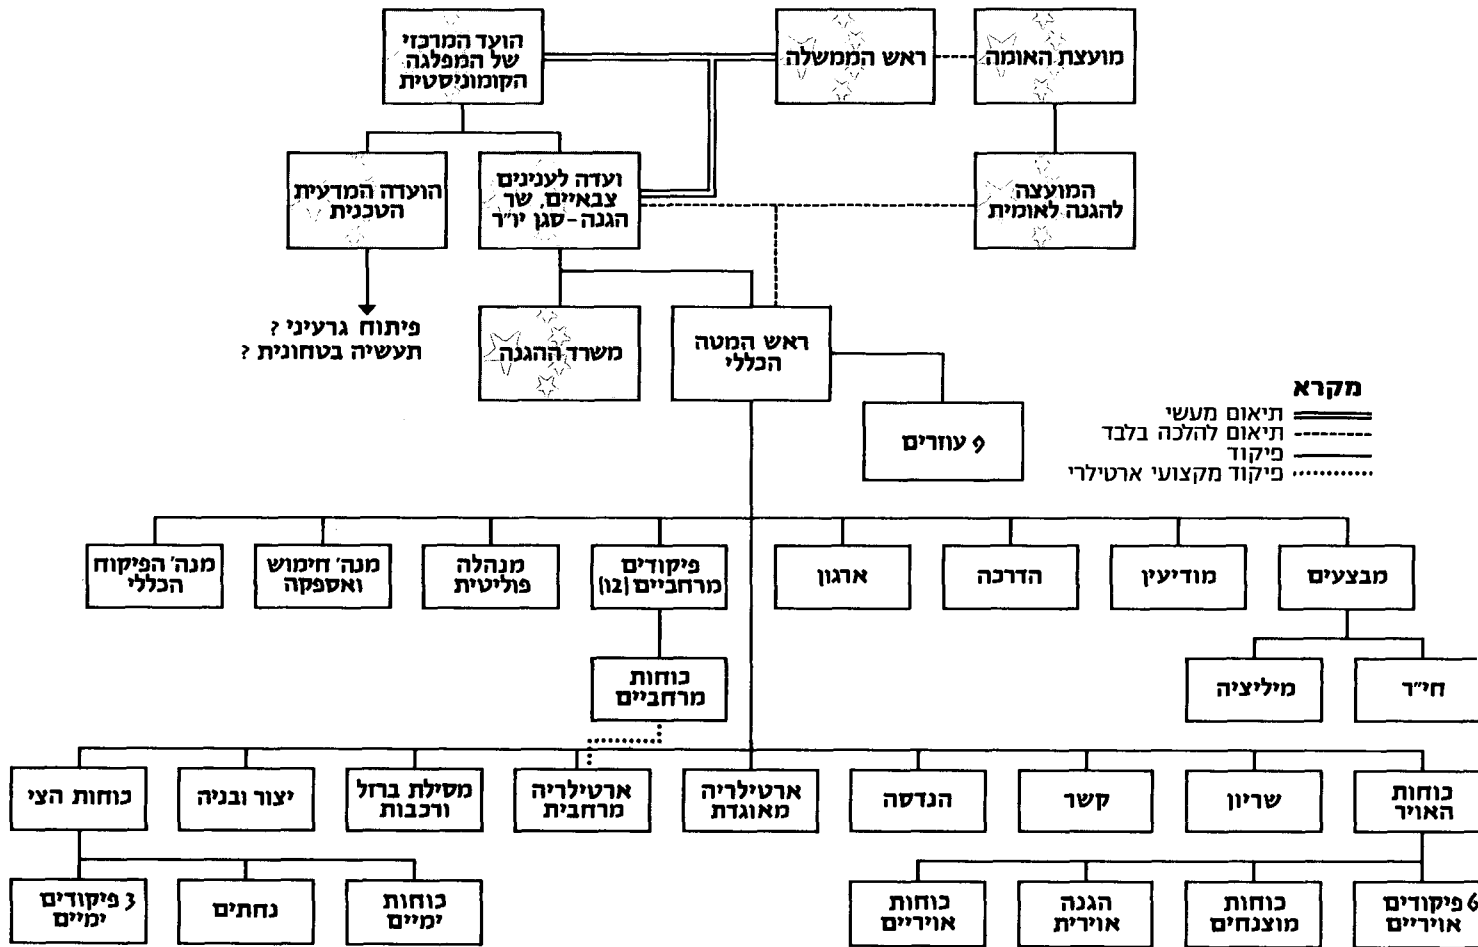 מועצת האומה
ראש הממשלה
הועד המרכזי
של המפלגה
הקומוניסטית
המועצה
להגנה לאומית
ועדה לענינים
צבאיים, שר
הגנה – סגן יו״ר
הועדה המדעית
הטכנית
פיתוח גרעיני ?
תעשיה בטחונית ?
משרד ההגנה
ראש המטה
הכללי
9 עוזרים
מקרא
תיאום מעשי
תיאום להלכה בלבד
פיקוד
פיקוד מקצועי ארטילרי
מבצעים
מודיעין
הדרכה
ארגון
פיקודים
מרחביים (12)
מנהלה
פוליטית
מנה׳ חימוש
ואספקה
מנה׳ הפיקוח
הכללי
חי״ר
מיליציה
כוחות
מרחביים
כוחות
האויר
שריון
קשר
הנדסה
ארטילריה
מאוגדת
ארטילריה
מרחבית
מסילת ברזל
ורכבות
יצור ובניה
כוחות הצי
6 פיקודים
אויריים
כוחות
מוצנחים
הגנה
אוירית
כוחות
אויריים
כוחות
ימיים
נחתים
3 פיקודים
ימיים